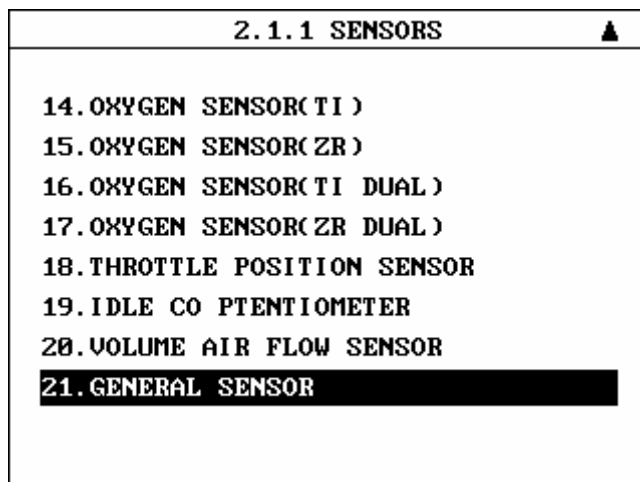 2.1.1 SENSORS ▲
14.OXYGEN SENSOR(TI)
15.OXYGEN SENSOR(ZR)
16.OXYGEN SENSOR(TI DUAL)
17.OXYGEN SENSOR(ZR DUAL)
18.THROTTLE POSITION SENSOR
19.IDLE CO PTENTIOMETER
20.VOLUME AIR FLOW SENSOR
21.GENERAL SENSOR